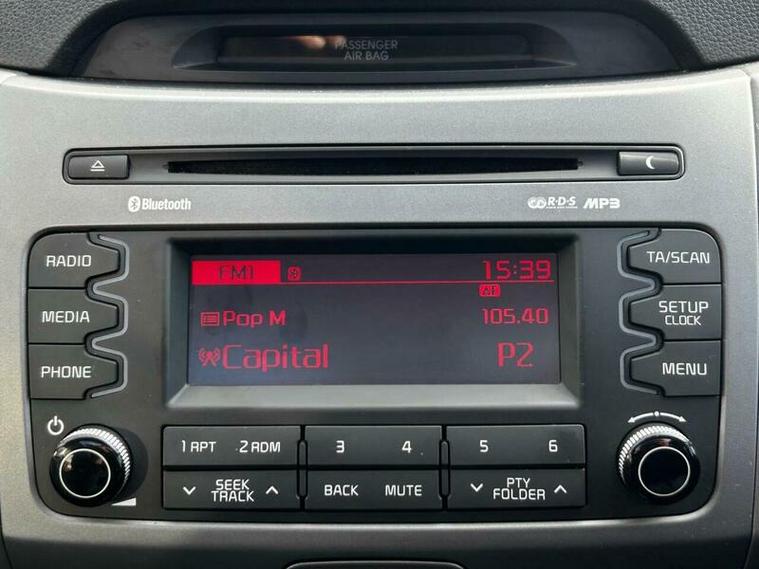 PASSENGER
AIR BAG
Bluetooth
R·D·S MP3
RADIO
MEDIA
PHONE
FM1 15:39
AF
Pop M 105.40
Capital P2
TA/SCAN
SETUP
CLOCK
MENU
1 RPT 2 RDM 3 4 5 6
SEEK
TRACK
BACK MUTE
PTY
FOLDER